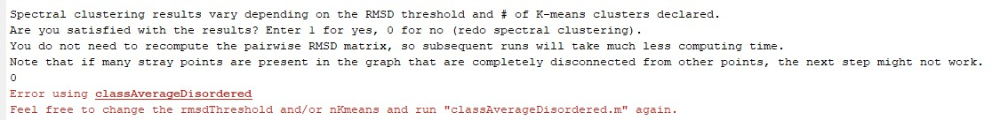 Spectral clustering results vary depending on the RMSD threshold and # of K-means clusters declared.
Are you satisfied with the results? Enter 1 for yes, 0 for no (redo spectral clustering).
You do not need to recompute the pairwise RMSD matrix, so subsequent runs will take much less computing time.
Note that if many stray points are present in the graph that are completely disconnected from other points, the next step might not work.
0
Error using classAverageDisordered
Feel free to change the rmsdThreshold and/or nKmeans and run "classAverageDisordered.m" again.